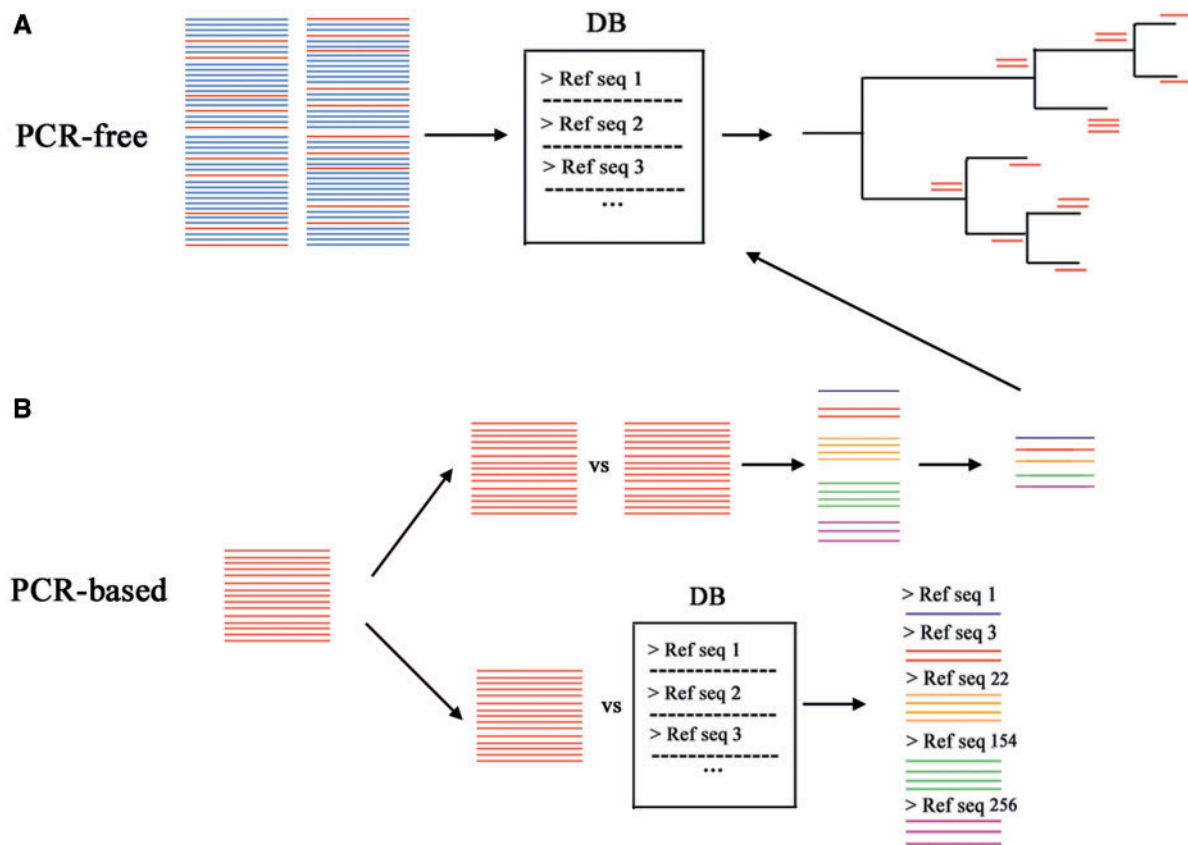 A
PCR-free
DB
> Ref seq 1
> Ref seq 2
> Ref seq 3
...
B
PCR-based
vs
vs
DB
> Ref seq 1
> Ref seq 2
> Ref seq 3
...
> Ref seq 1
> Ref seq 3
> Ref seq 22
> Ref seq 154
> Ref seq 256